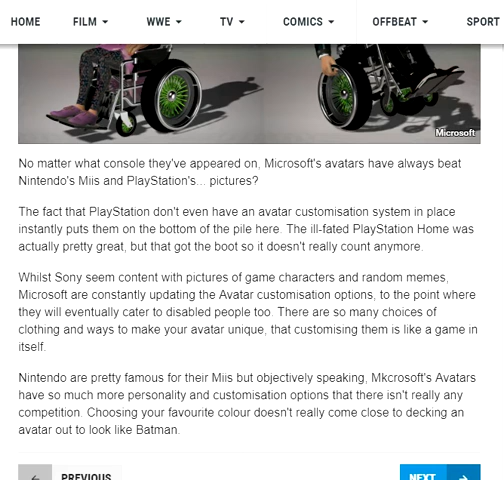 HOME FILM WWE TV COMICS OFFBEAT SPORT
Microsoft
No matter what console they've appeared on, Microsoft's avatars have always beat
Nintendo's Miis and PlayStation's... pictures?
The fact that PlayStation don't even have an avatar customisation system in place
instantly puts them on the bottom of the pile here. The ill-fated PlayStation Home was
actually pretty great, but that got the boot so it doesn't really count anymore.
Whilst Sony seem content with pictures of game characters and random memes,
Microsoft are constantly updating the Avatar customisation options, to the point where
they will eventually cater to disabled people too. There are so many choices of
clothing and ways to make your avatar unique, that customising them is like a game in
itself.
Nintendo are pretty famous for their Miis but objectively speaking, Mkcrosoft's Avatars
have so much more personality and customisation options that there isn't really any
competition. Choosing your favourite colour doesn't really come close to decking an
avatar out to look like Batman.
PREVIOUS NEXT